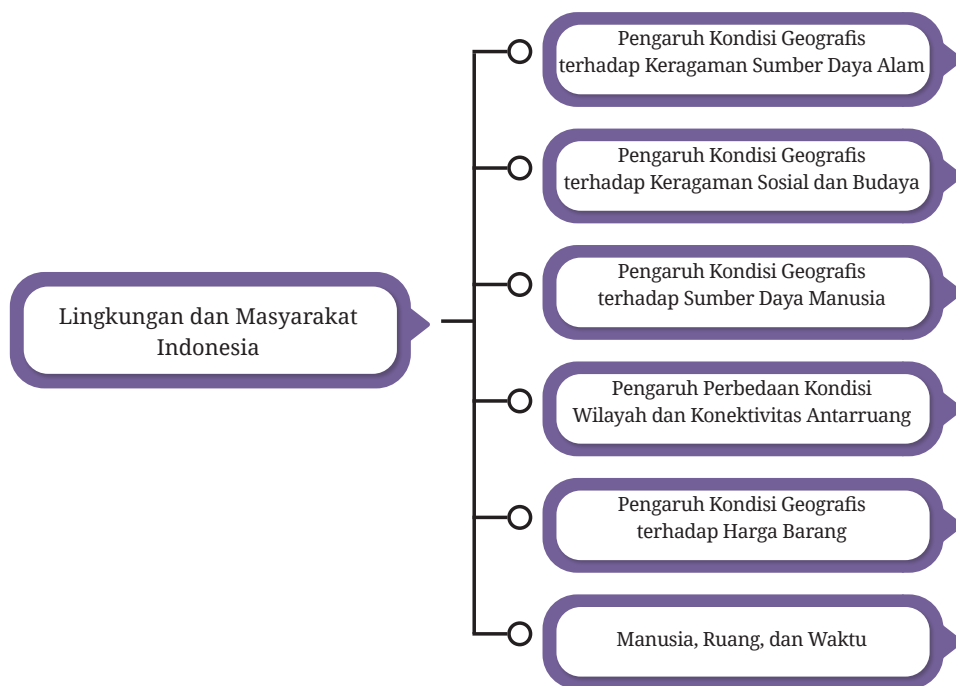 Pengaruh Kondisi Geografis
terhadap Keragaman Sumber Daya Alam
Pengaruh Kondisi Geografis
terhadap Keragaman Sosial dan Budaya
Pengaruh Kondisi Geografis
terhadap Sumber Daya Manusia
Lingkungan dan Masyarakat
Indonesia
Pengaruh Perbedaan Kondisi
Wilayah dan Konektivitas Antarruang
Pengaruh Kondisi Geografis
terhadap Harga Barang
Manusia, Ruang, dan Waktu